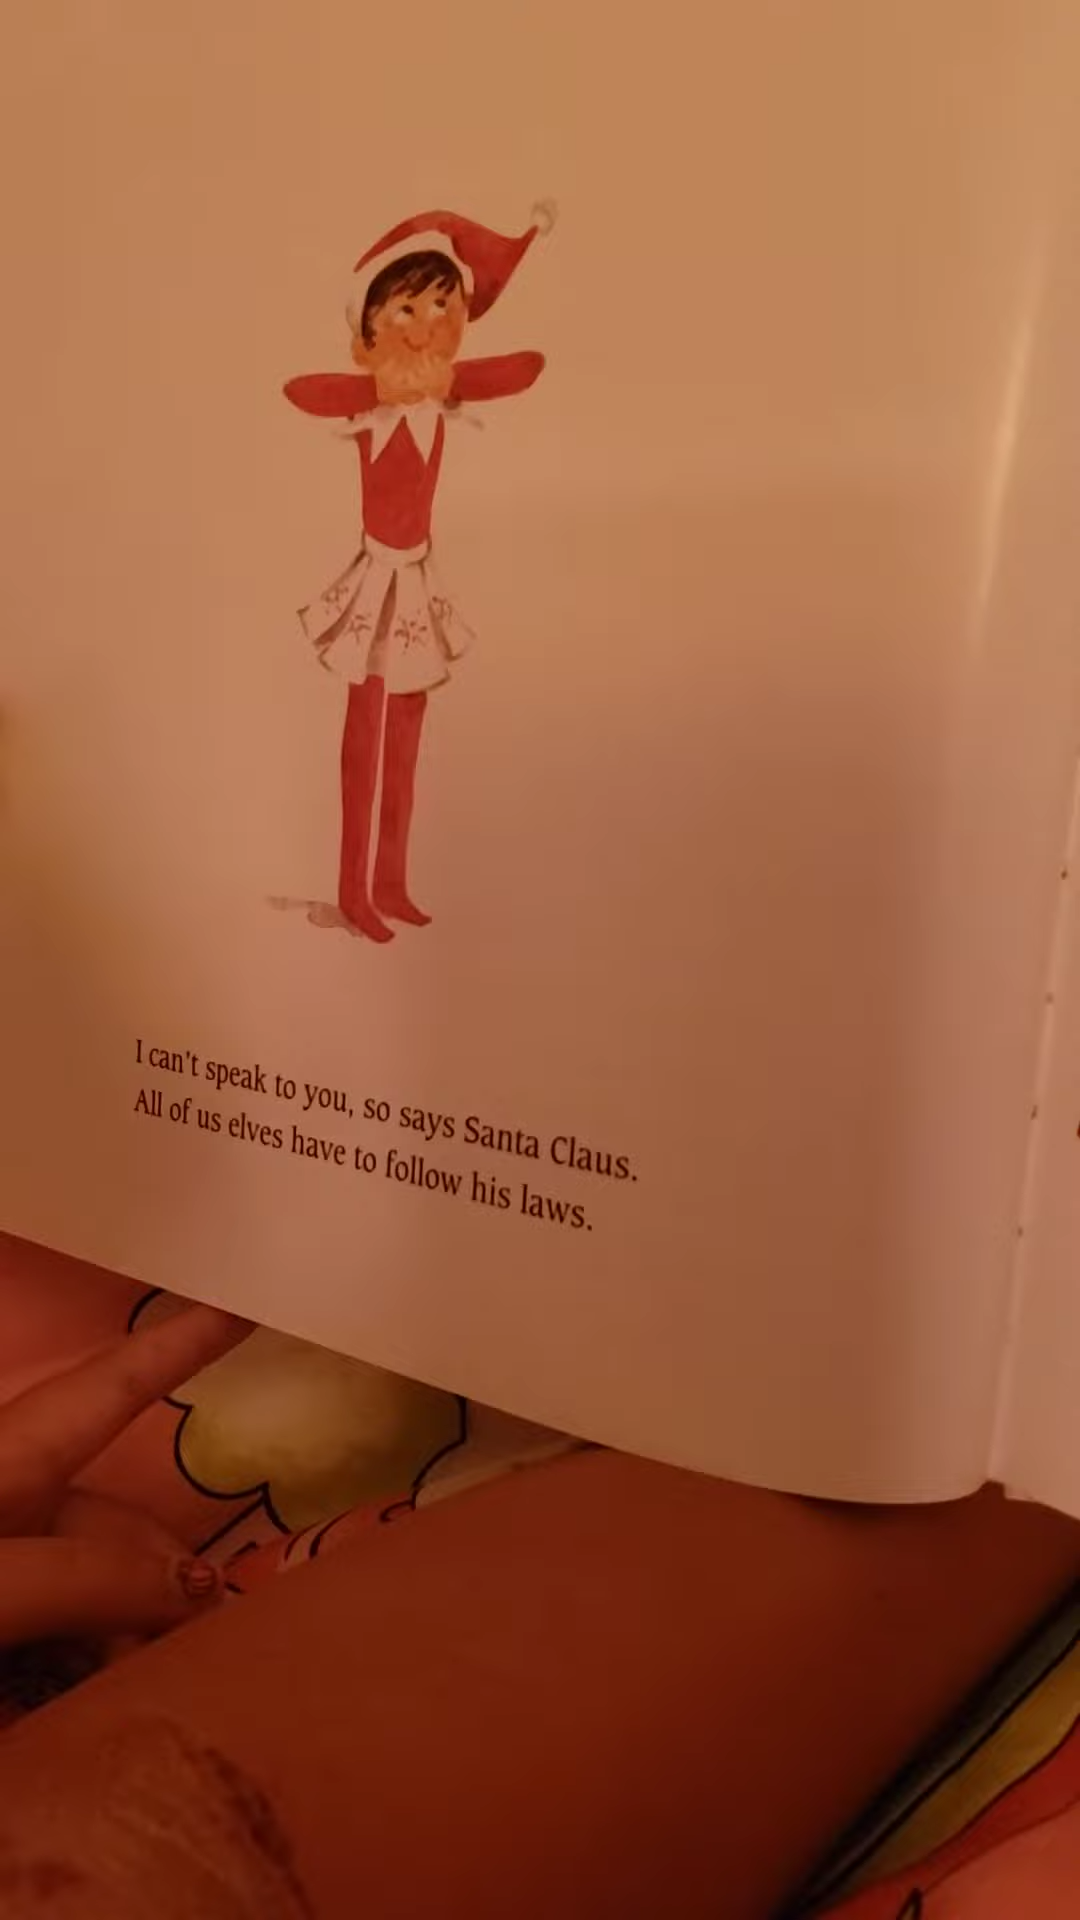 I can't speak to you, so says Santa Claus.
All of us elves have to follow his laws.